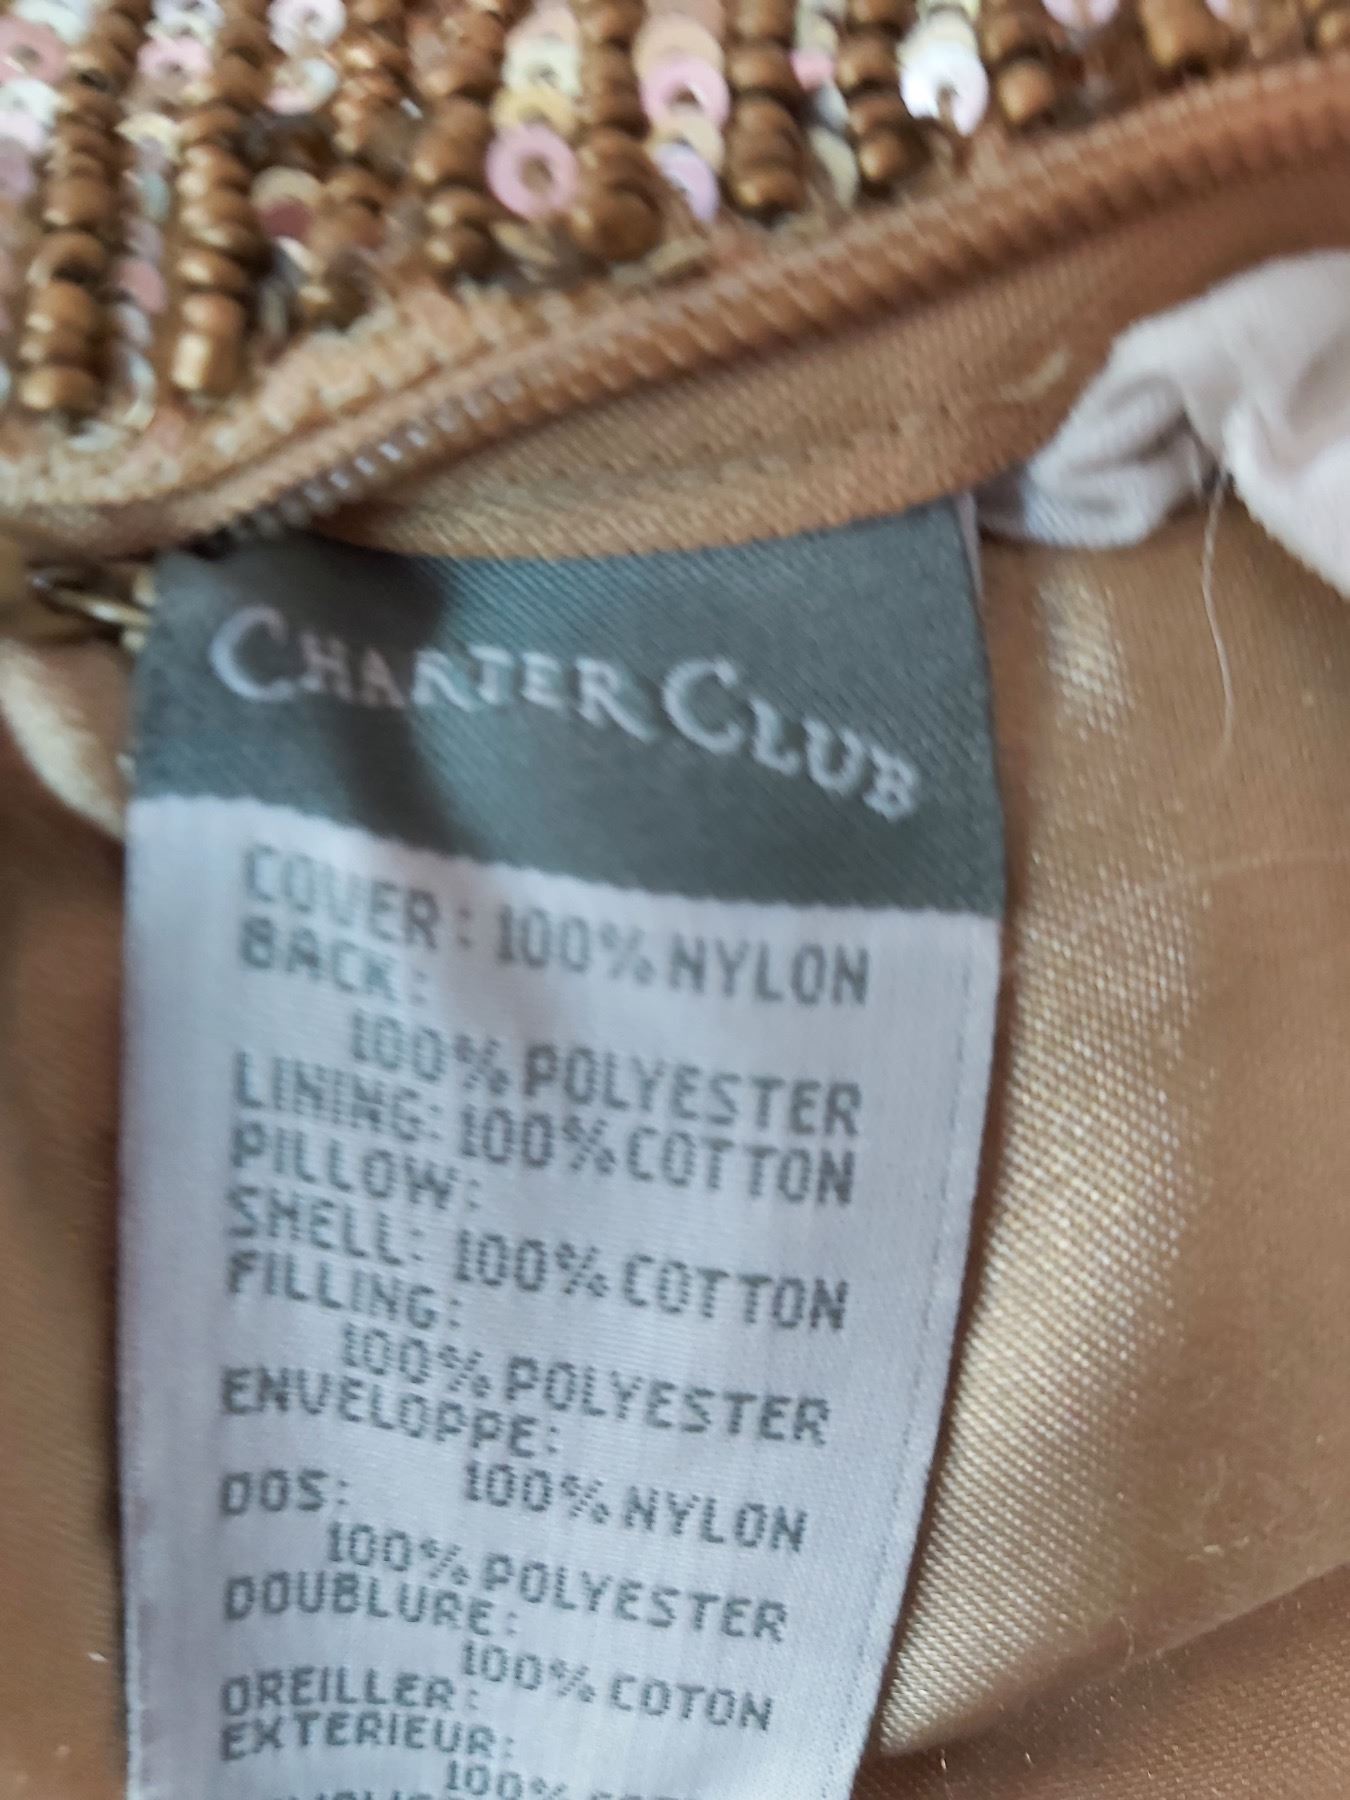 CHARTER CLUB
COVER: 100% NYLON
BACK:
100% POLYESTER
LINING: 100% COTTON
PILLOW:
SHELL: 100% COTTON
FILLING:
100% POLYESTER
ENVELOPPE:
100% NYLON
DOS:
100% POLYESTER
DOUBLURE:
100% COTON
OREILLER:
EXTERIEUR:
100%